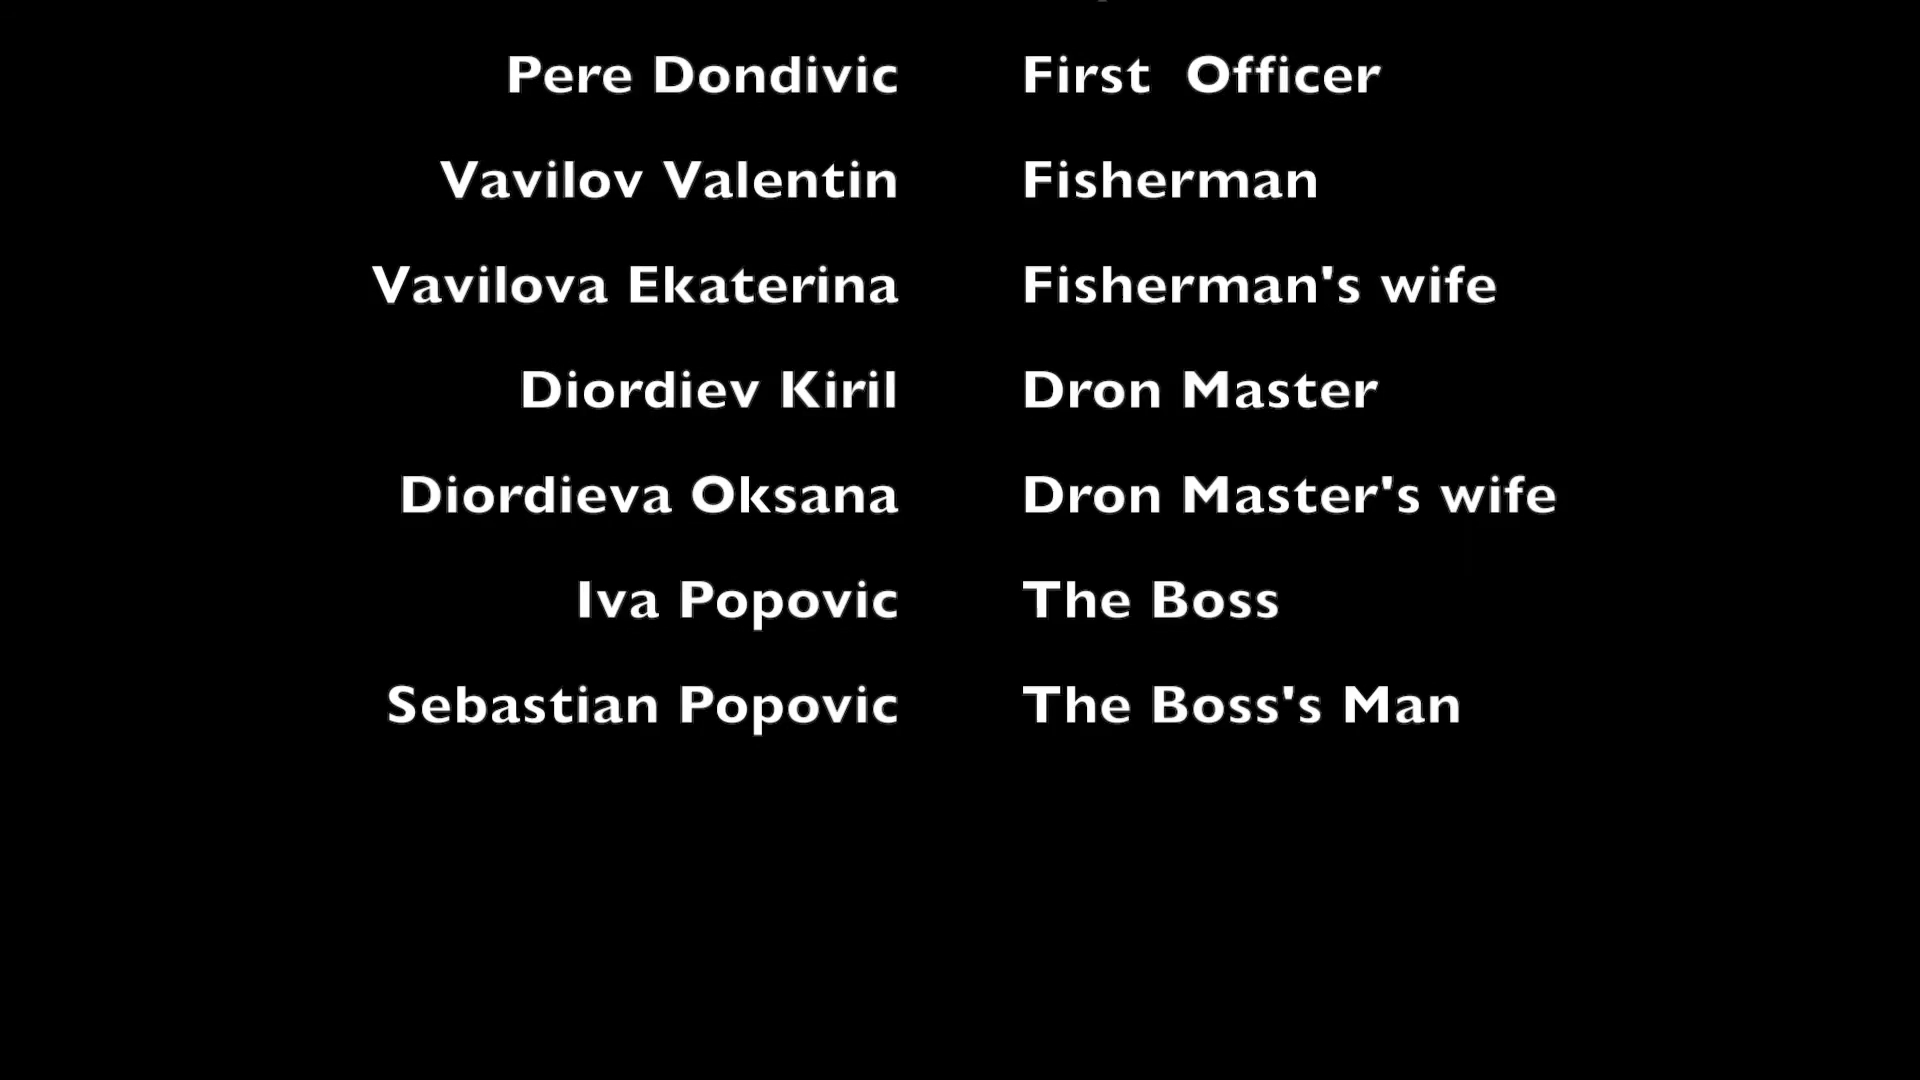 Pere Dondivic First  Officer
Vavilov Valentin Fisherman
Vavilova Ekaterina Fisherman's wife
Diordiev Kiril Dron Master
Diordieva Oksana Dron Master's wife
Iva Popovic The Boss
Sebastian Popovic The Boss's Man